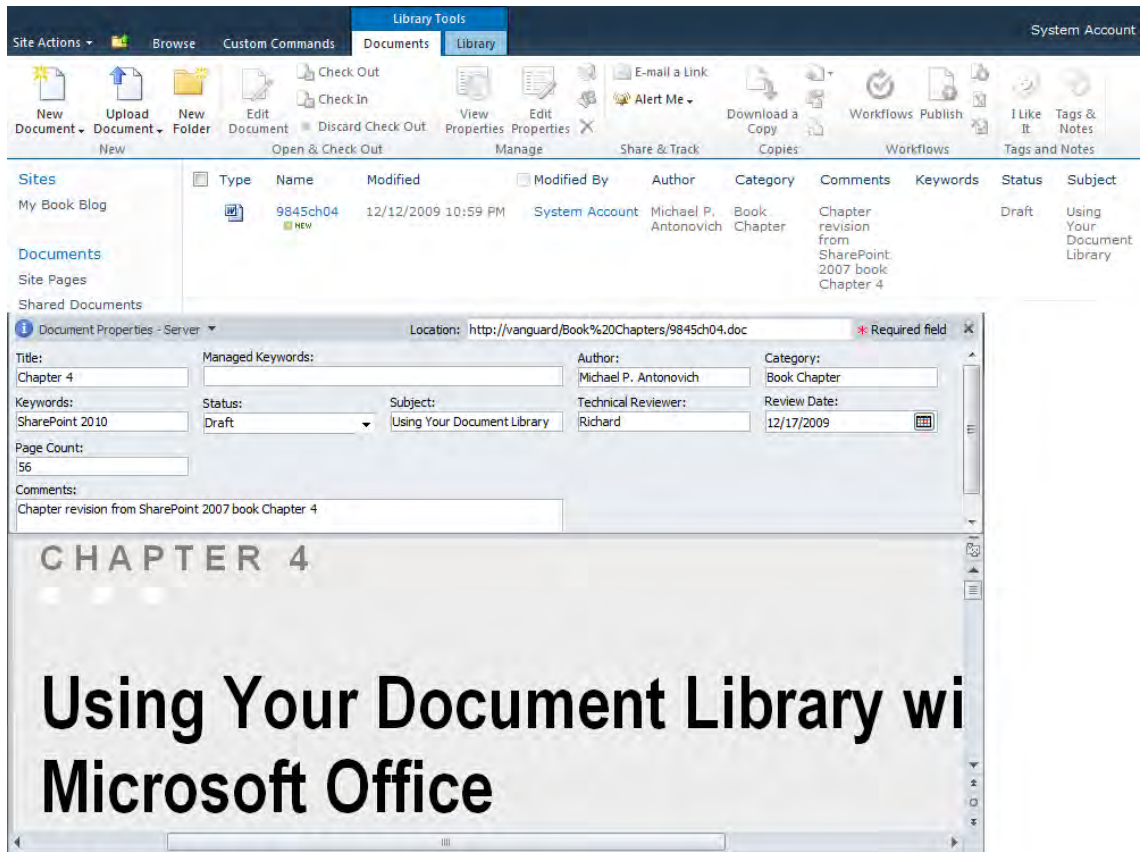 Library Tools
System Account
Site Actions Browse Custom Commands Documents Library
New Document
Upload Document
New Folder
Edit Document
Check Out
Check In
Discard Check Out
View Properties
Edit Properties
E-mail a Link
Alert Me
Download a Copy
Workflows
Publish
I Like It
Tags & Notes
New Open & Check Out Manage Share & Track Copies Workflows Tags and Notes
Sites
My Book Blog
Documents
Site Pages
Shared Documents
Type Name Modified Modified By Author Category Comments Keywords Status Subject
9845ch04 12/12/2009 10:59 PM System Account Michael P. Book Chapter Draft Using
NEW Antonovich Chapter revision Your
from Document
SharePoint Library
2007 book
Chapter 4
Document Properties - Server Location: http://vanguard/Book%20Chapters/9845ch04.doc * Required field
Title: Managed Keywords: Author: Category:
Chapter 4 Michael P. Antonovich Book Chapter
Keywords: Status: Subject: Technical Reviewer: Review Date:
SharePoint 2010 Draft Using Your Document Library Richard 12/17/2009
Page Count:
56
Comments:
Chapter revision from SharePoint 2007 book Chapter 4
CHAPTER 4
Using Your Document Library wi
Microsoft Office